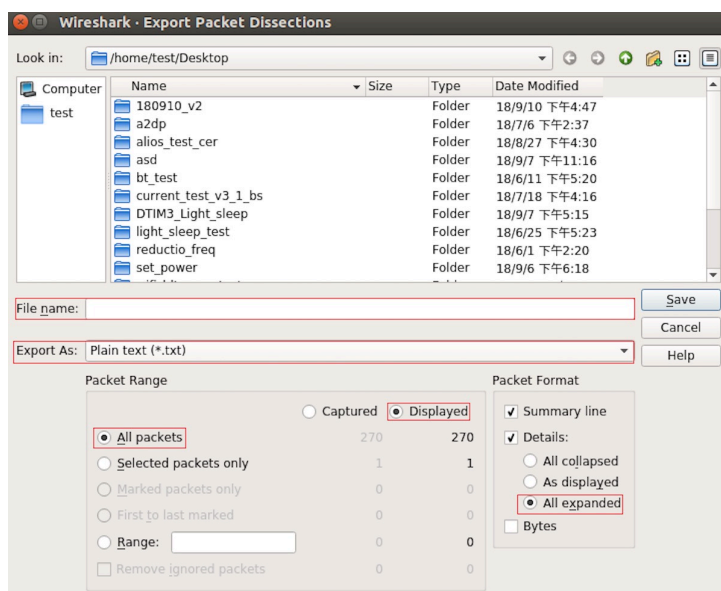 Wireshark · Export Packet Dissections
Look in: /home/test/Desktop
Computer
test
Name Size Type Date Modified
180910_v2 Folder 18/9/10 下午4:47
a2dp Folder 18/7/6 下午2:37
alios_test_cer Folder 18/8/27 下午4:30
asd Folder 18/9/7 下午11:16
bt_test Folder 18/6/11 下午5:20
current_test_v3_1_bs Folder 18/7/18 下午4:16
DTIM3_Light_sleep Folder 18/9/7 下午5:15
light_sleep_test Folder 18/6/25 下午5:23
reductio_freq Folder 18/6/1 下午2:20
set_power Folder 18/9/6 下午6:18
File name:
Save
Cancel
Export As: Plain text (*.txt)
Help
Packet Range
Captured Displayed
All packets 270 270
Selected packets only 1 1
Marked packets only 0 0
First to last marked 0 0
Range: 0 0
Remove ignored packets 0 0
Packet Format
Summary line
Details:
All collapsed
As displayed
All expanded
Bytes